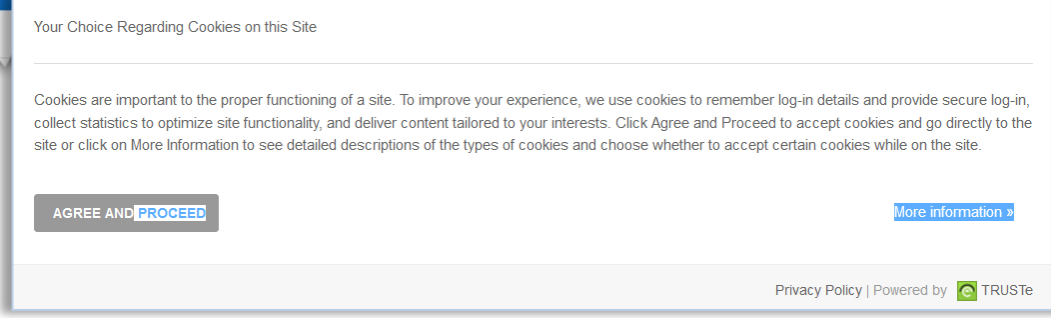 Your Choice Regarding Cookies on this Site
Cookies are important to the proper functioning of a site. To improve your experience, we use cookies to remember log-in details and provide secure log-in,
collect statistics to optimize site functionality, and deliver content tailored to your interests. Click Agree and Proceed to accept cookies and go directly to the
site or click on More Information to see detailed descriptions of the types of cookies and choose whether to accept certain cookies while on the site.
AGREE AND PROCEED
More information »
Privacy Policy | Powered by TRUSTe